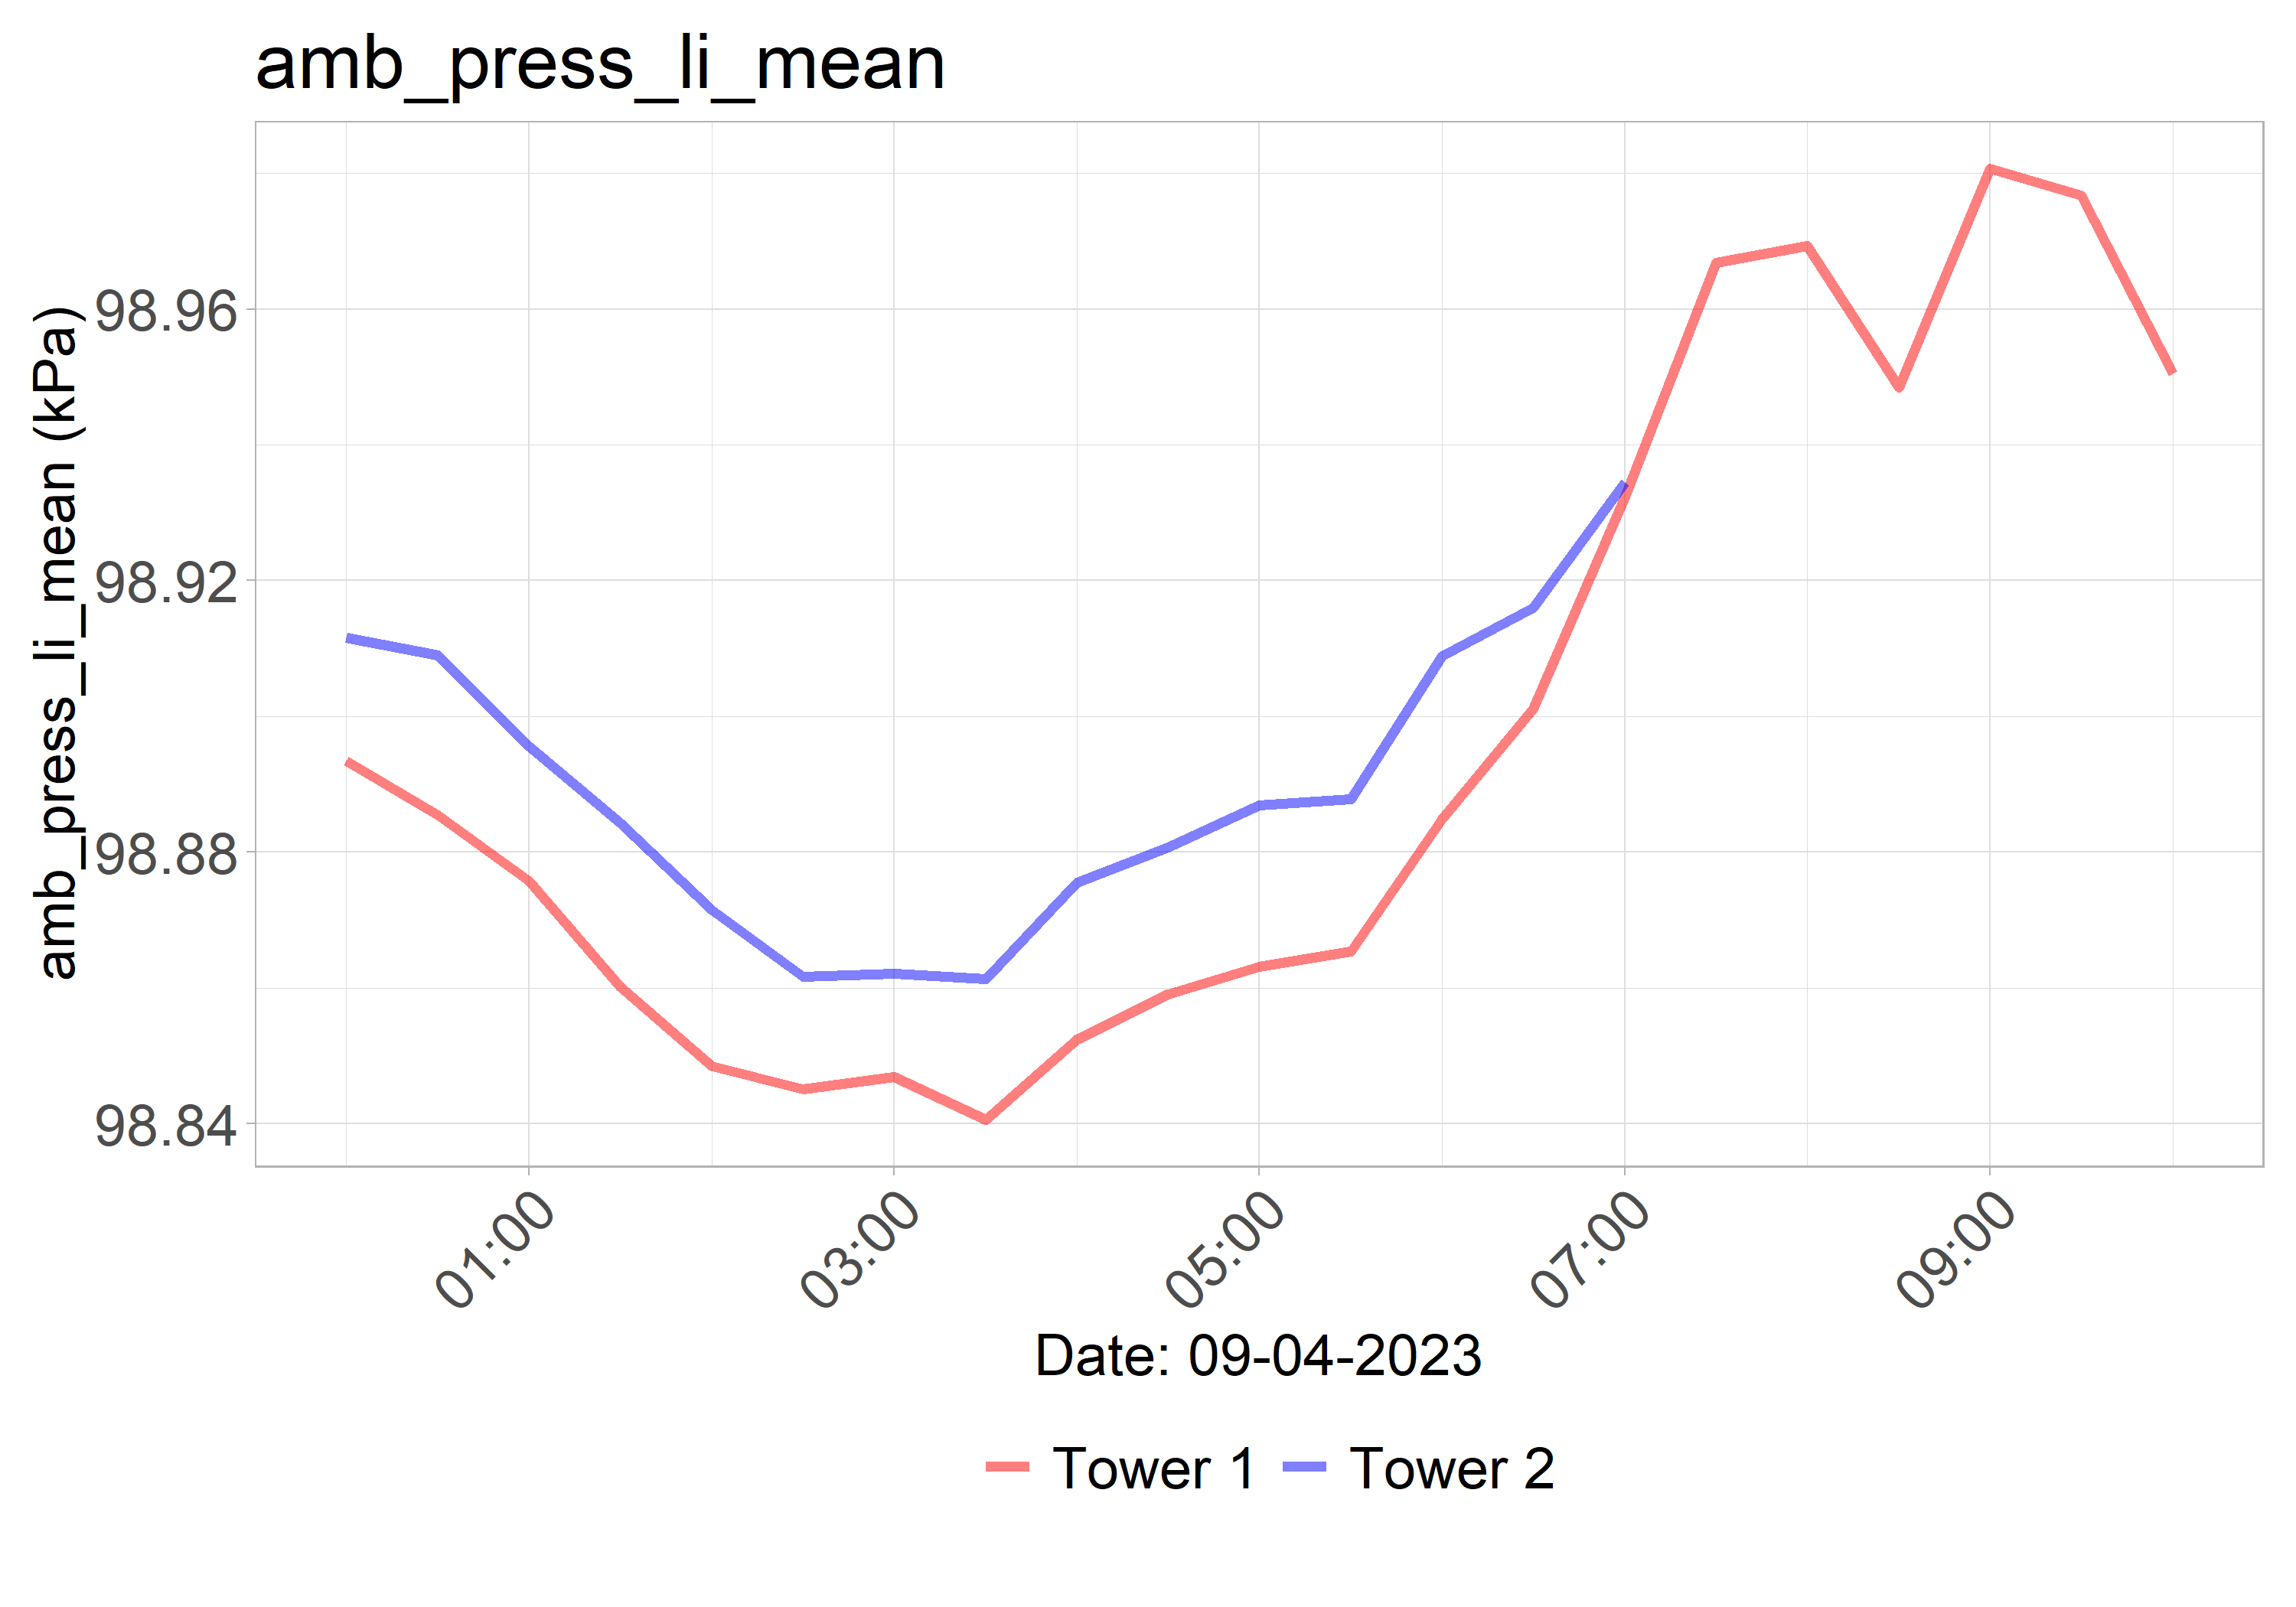 amb_press_li_mean
amb_press_li_mean (kPa)
98.96
98.92
98.88
98.84
01:00
03:00
05:00
07:00
09:00
Date: 09-04-2023
Tower 1
Tower 2